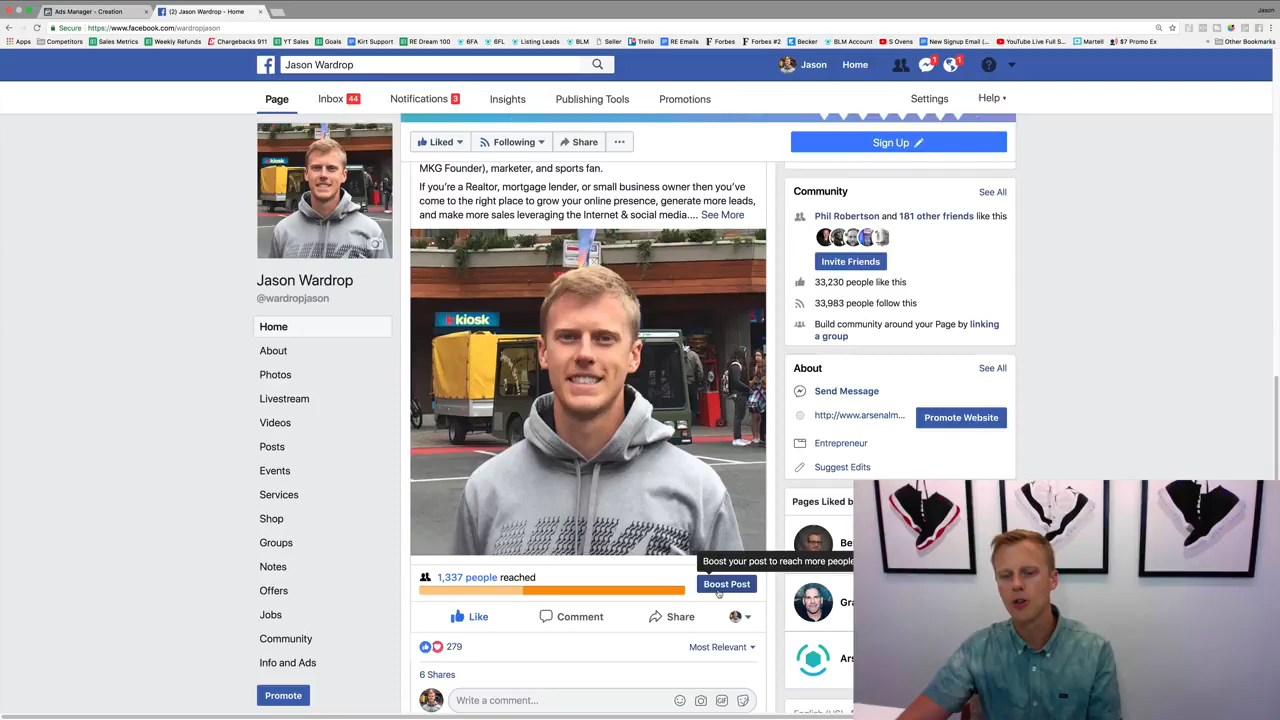 Ads Manager - Creation
(2) Jason Wardrop - Home
Jason
Secure
https://www.facebook.com/wardropjason
Apps
Competitors
Sales Metrics
Weekly Refunds
Chargebacks 911
YT Sales
Goals
Kirt Support
RE Dream 100
6FA
6FL
Listing Leads
BLM
Seller
Trello
RE Emails
Forbes
Forbes #2
Becker
BLM Account
S Ovens
New Signup Email (...
YouTube Live Full S...
Martell
$7 Promo Ex
Other Bookmarks
Jason Wardrop
Jason
Home
1
1
Page
Inbox 44
Notifications 3
Insights
Publishing Tools
Promotions
Settings
Help
Liked
Following
Share
Sign Up
Jason Wardrop
@wardropjason
Home
About
Photos
Livestream
Videos
Posts
Events
Services
Shop
Groups
Notes
Offers
Jobs
Community
Info and Ads
Promote
MKG Founder), marketer, and sports fan.
If you're a Realtor, mortgage lender, or small business owner then you've
come to the right place to grow your online presence, generate more leads,
and make more sales leveraging the Internet & social media.... See More
kiosk
kiosk
Boost your post to reach more people
1,337 people reached
Boost Post
Like
Comment
Share
279
Most Relevant
6 Shares
Write a comment...
GIF
Community
See All
Phil Robertson and 181 other friends like this
Invite Friends
33,230 people like this
33,983 people follow this
Build community around your Page by linking
a group
About
See All
Send Message
http://www.arsenalm...
Promote Website
Entrepreneur
Suggest Edits
Pages Liked by
Be
Gra
Ars